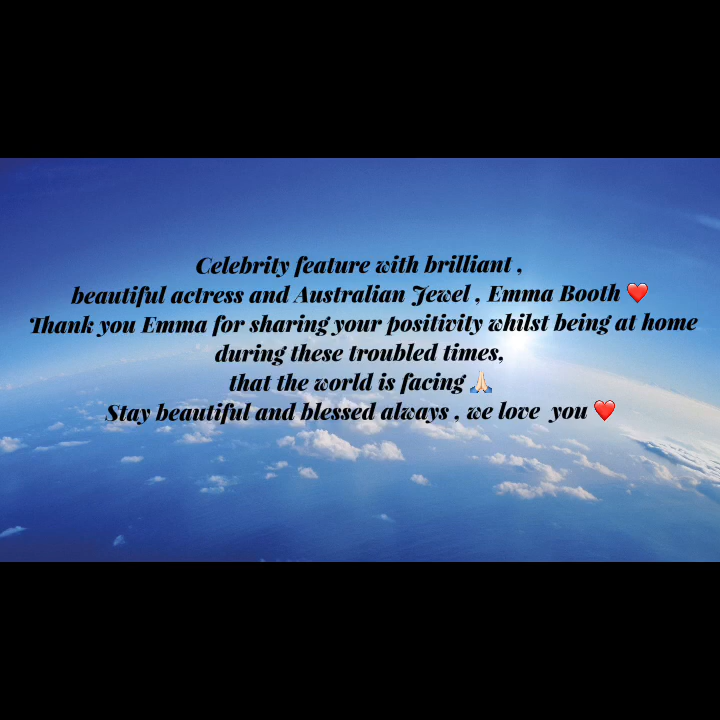 Celebrity feature with brilliant ,
beautiful actress and Australian Jewel , Emma Booth ❤️
Thank you Emma for sharing your positivity whilst being at home
during these troubled times,
that the world is facing 🙏🏻
Stay beautiful and blessed always , we love  you ❤️